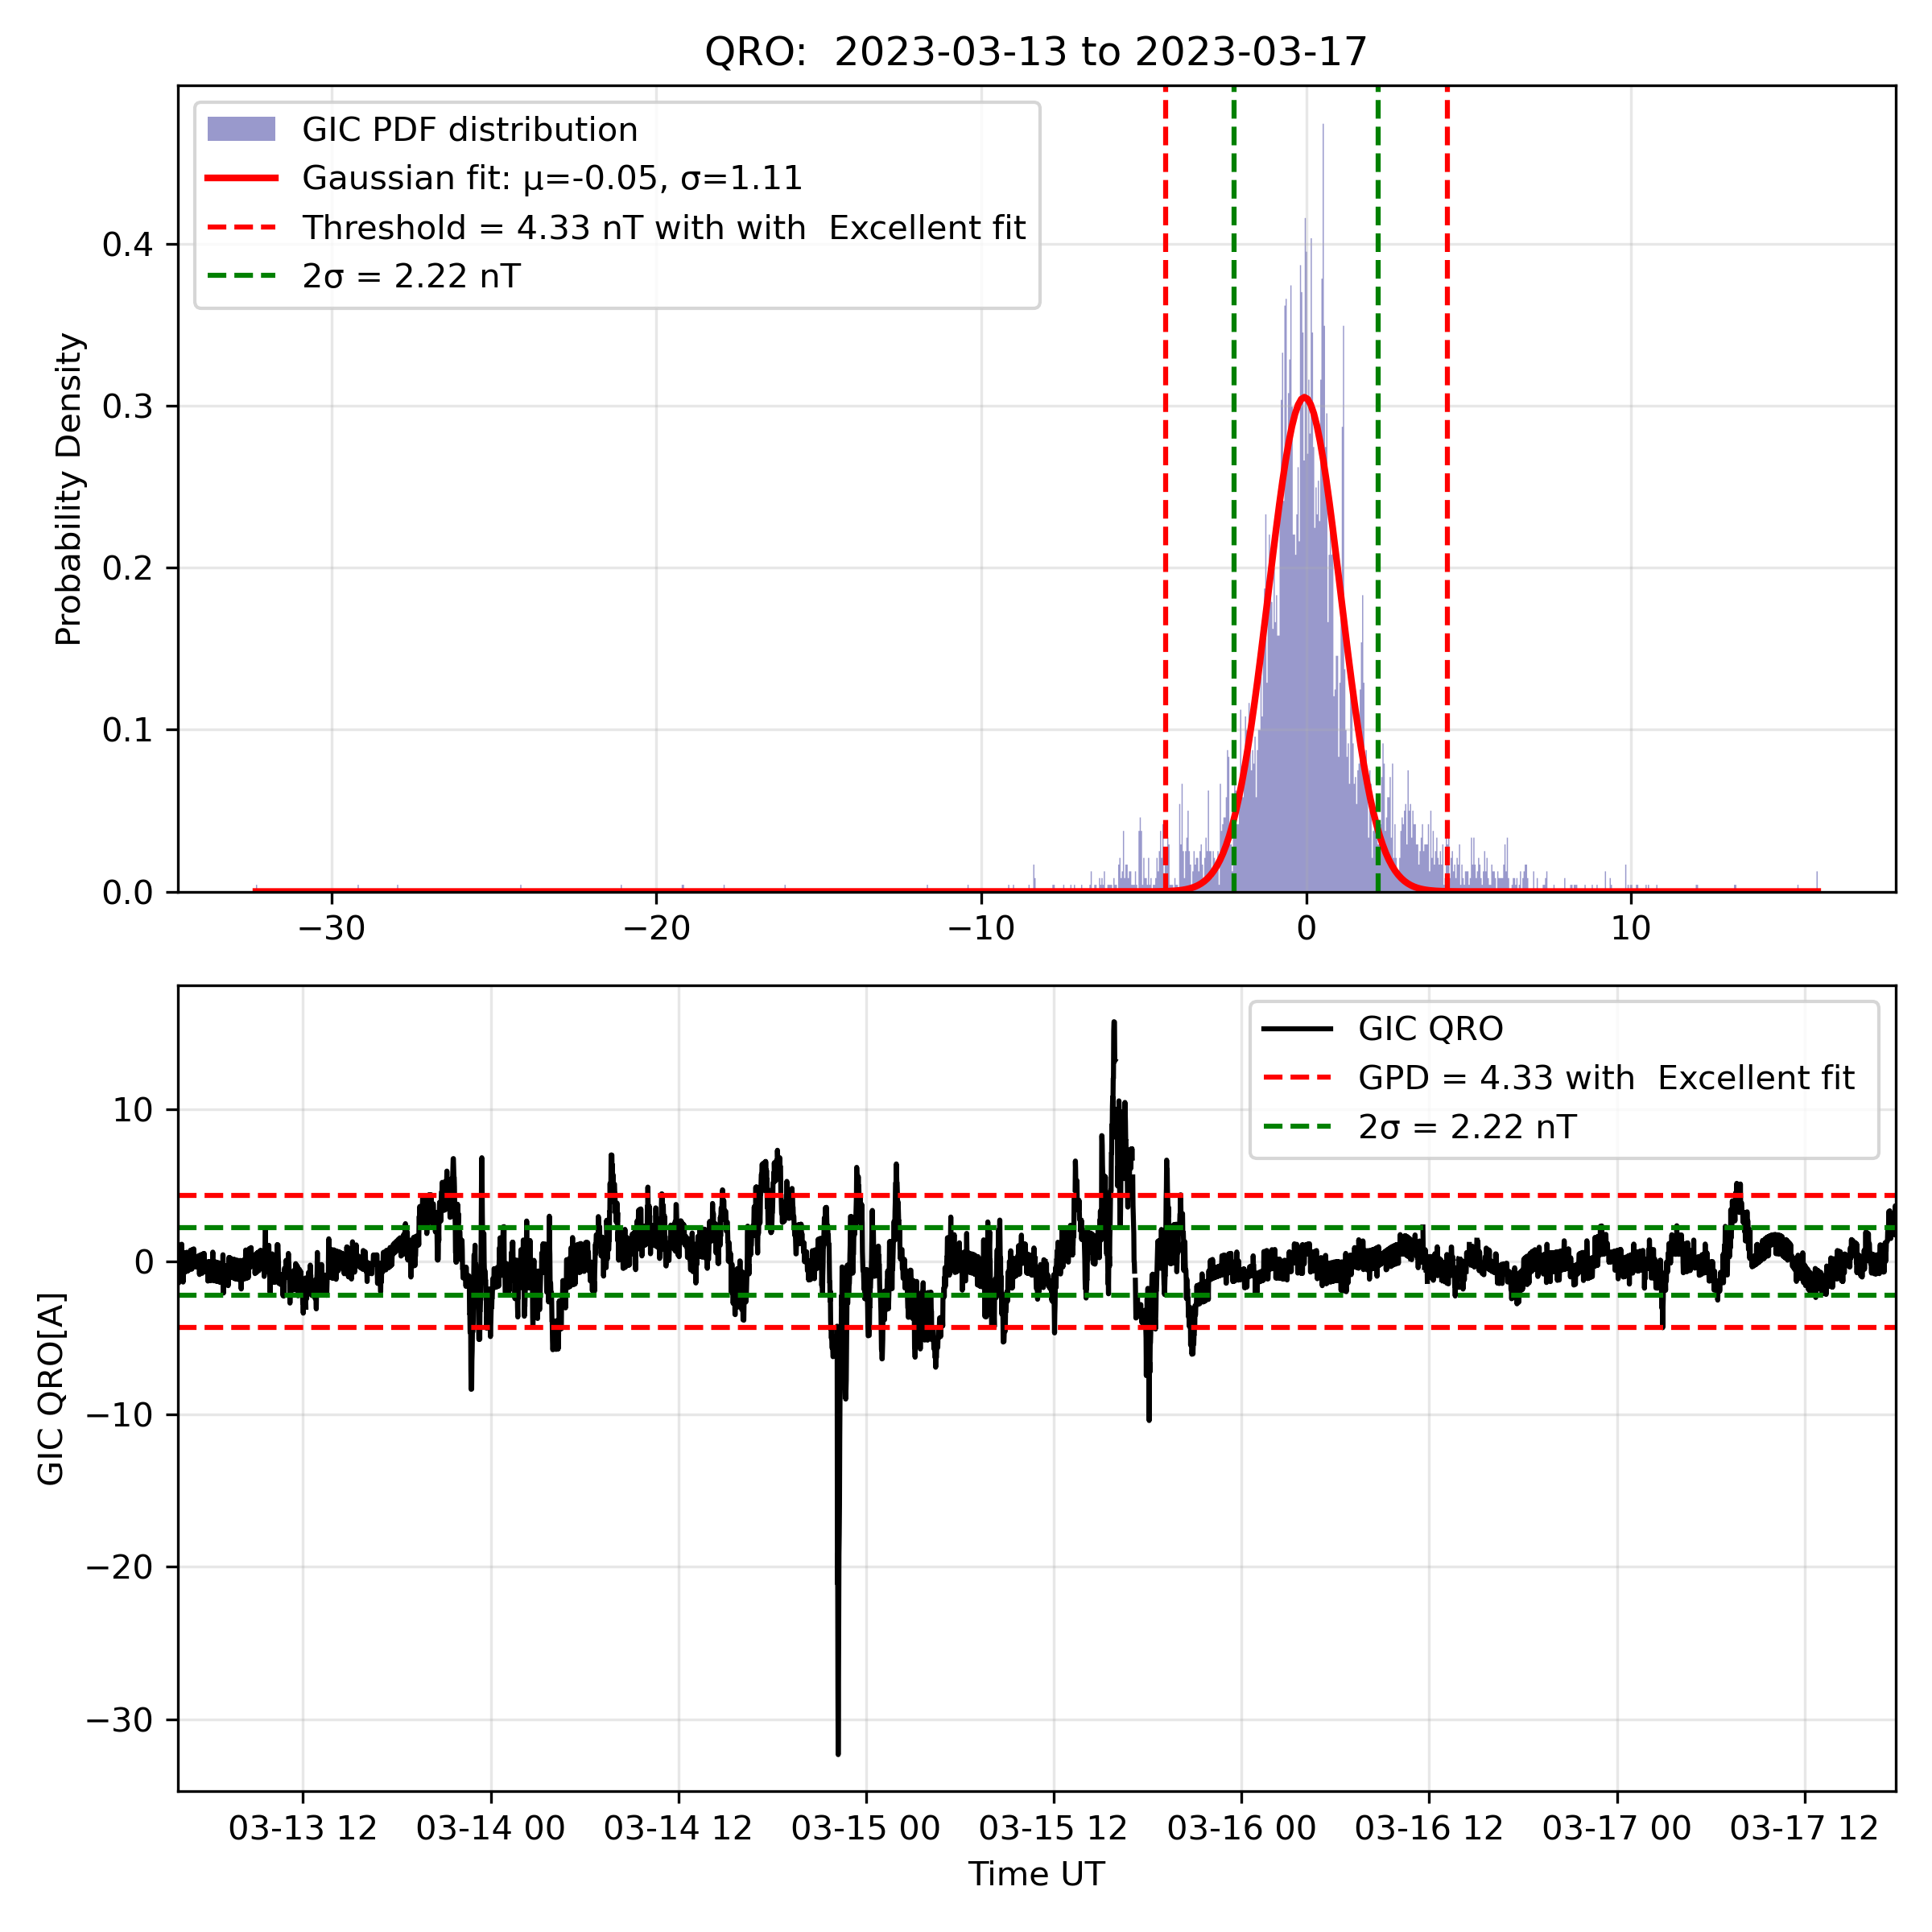 QRO:  2023-03-13 to 2023-03-17
GIC PDF distribution
Gaussian fit: µ=-0.05, σ=1.11
Threshold = 4.33 nT with with  Excellent fit
2σ = 2.22 nT
Probability Density
0.4
0.3
0.2
0.1
0.0
−30 −20 −10 0 10
GIC QRO
GPD = 4.33 with  Excellent fit
2σ = 2.22 nT
GIC QRO[A]
10
0
−10
−20
−30
03-13 12 03-14 00 03-14 12 03-15 00 03-15 12 03-16 00 03-16 12 03-17 00 03-17 12
Time UT